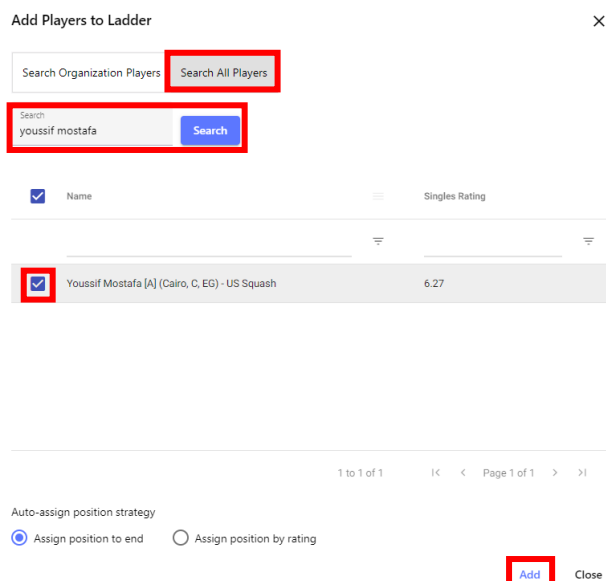 Add Players to Ladder
Search Organization Players Search All Players
Search
youssif mostafa Search
Name Singles Rating
Youssif Mostafa [A] (Cairo, C, EG) - US Squash 6.27
1 to 1 of 1 Page 1 of 1
Auto-assign position strategy
Assign position to end Assign position by rating
Add Close